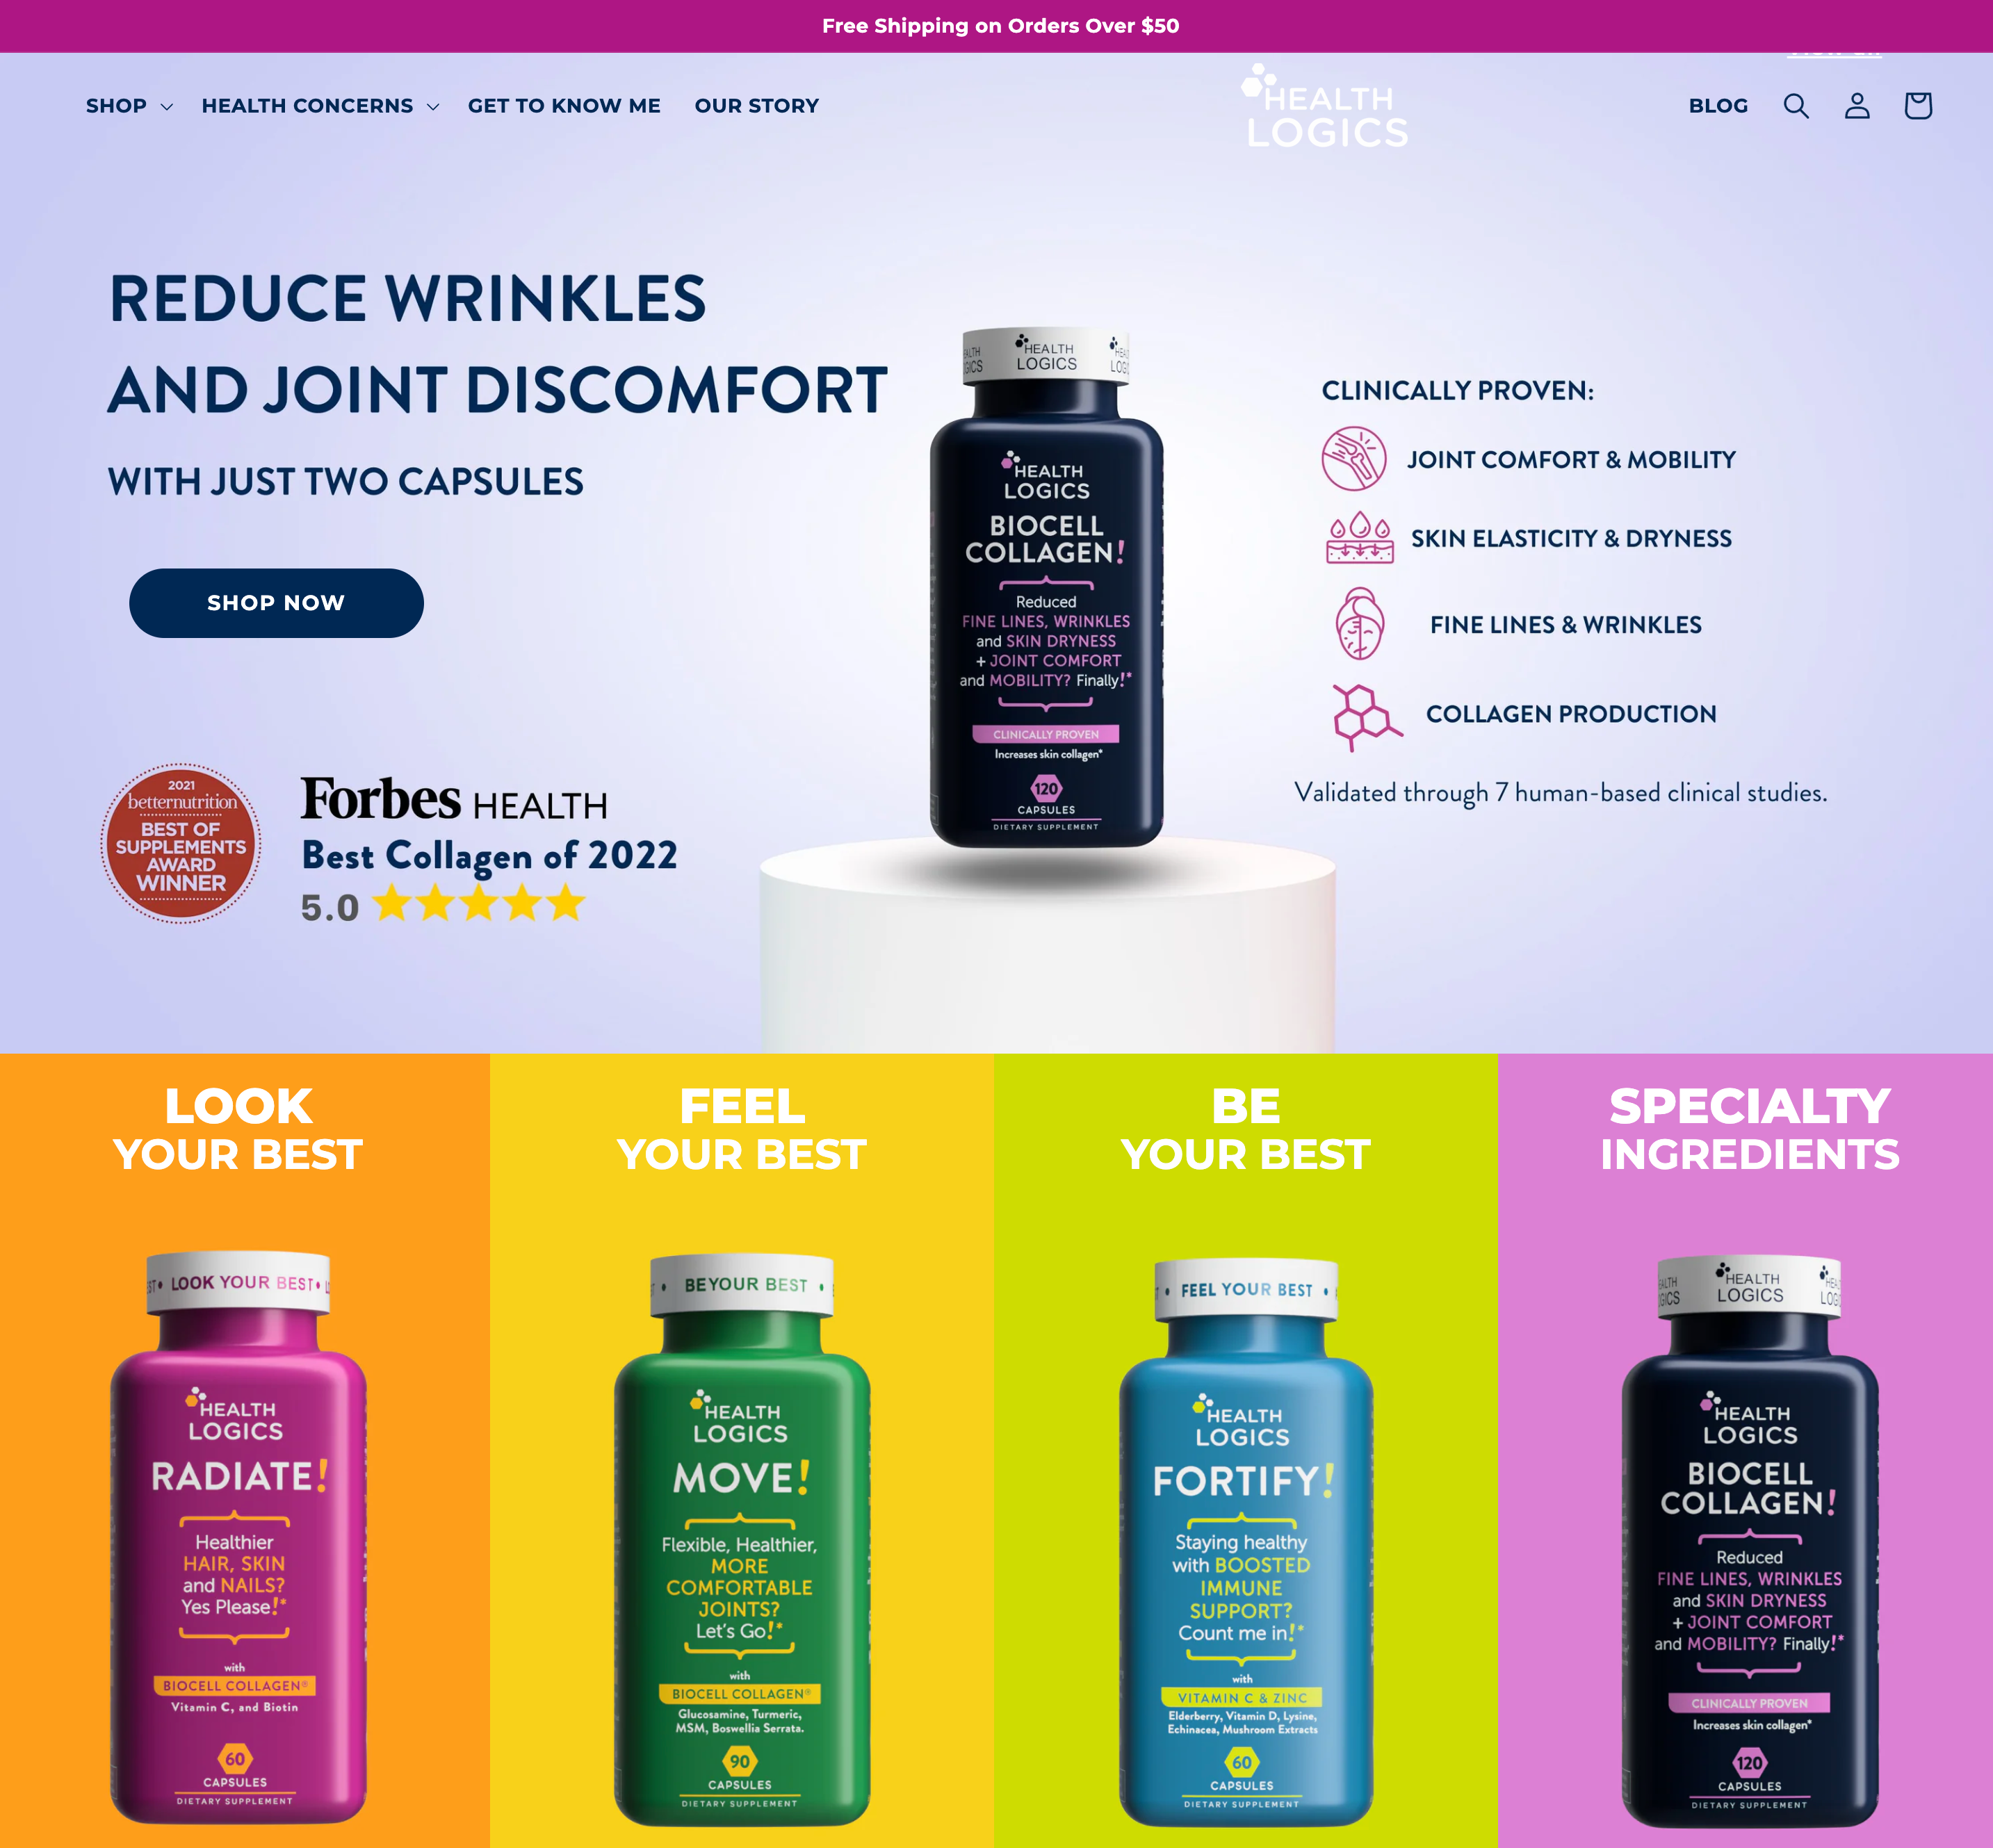 Free Shipping on Orders Over $50
SHOP
HEALTH CONCERNS
GET TO KNOW ME
OUR STORY
HEALTH
LOGICS
BLOG
REDUCE WRINKLES
AND JOINT DISCOMFORT
WITH JUST TWO CAPSULES
SHOP NOW
2021
betternutrition
BEST OF
SUPPLEMENTS
AWARD
WINNER
Forbes HEALTH
Best Collagen of 2022
5.0
HEALTH
LOGICS
HEALTH
LOGICS
BIOCELL
COLLAGEN!
Reduced
FINE LINES, WRINKLES
and SKIN DRYNESS
+ JOINT COMFORT
and MOBILITY? Finally!*
CLINICALLY PROVEN
Increases skin collagen*
120
CAPSULES
DIETARY SUPPLEMENT
CLINICALLY PROVEN:
JOINT COMFORT & MOBILITY
SKIN ELASTICITY & DRYNESS
FINE LINES & WRINKLES
COLLAGEN PRODUCTION
Validated through 7 human-based clinical studies.
LOOK
YOUR BEST
LOOK YOUR BEST
HEALTH
LOGICS
RADIATE!
Healthier
HAIR, SKIN
and NAILS?
Yes Please!*
with
BIOCELL COLLAGEN®
Vitamin C, and Biotin
60
CAPSULES
DIETARY SUPPLEMENT
FEEL
YOUR BEST
BE YOUR BEST
HEALTH
LOGICS
MOVE!
Flexible, Healthier,
MORE
COMFORTABLE
JOINTS?
Let's Go!*
with
BIOCELL COLLAGEN®
Glucosamine, Turmeric,
MSM, Boswellia Serrata.
90
CAPSULES
DIETARY SUPPLEMENT
BE
YOUR BEST
FEEL YOUR BEST
HEALTH
LOGICS
FORTIFY!
Staying healthy
with BOOSTED
IMMUNE
SUPPORT?
Count me in!*
with
VITAMIN C & ZINC
Elderberry, Vitamin D, Lysine,
Echinacea, Mushroom Extracts
60
CAPSULES
DIETARY SUPPLEMENT
SPECIALTY
INGREDIENTS
HEALTH
LOGICS
HEALTH
LOGICS
BIOCELL
COLLAGEN!
Reduced
FINE LINES, WRINKLES
and SKIN DRYNESS
+ JOINT COMFORT
and MOBILITY? Finally!*
CLINICALLY PROVEN
Increases skin collagen*
120
CAPSULES
DIETARY SUPPLEMENT